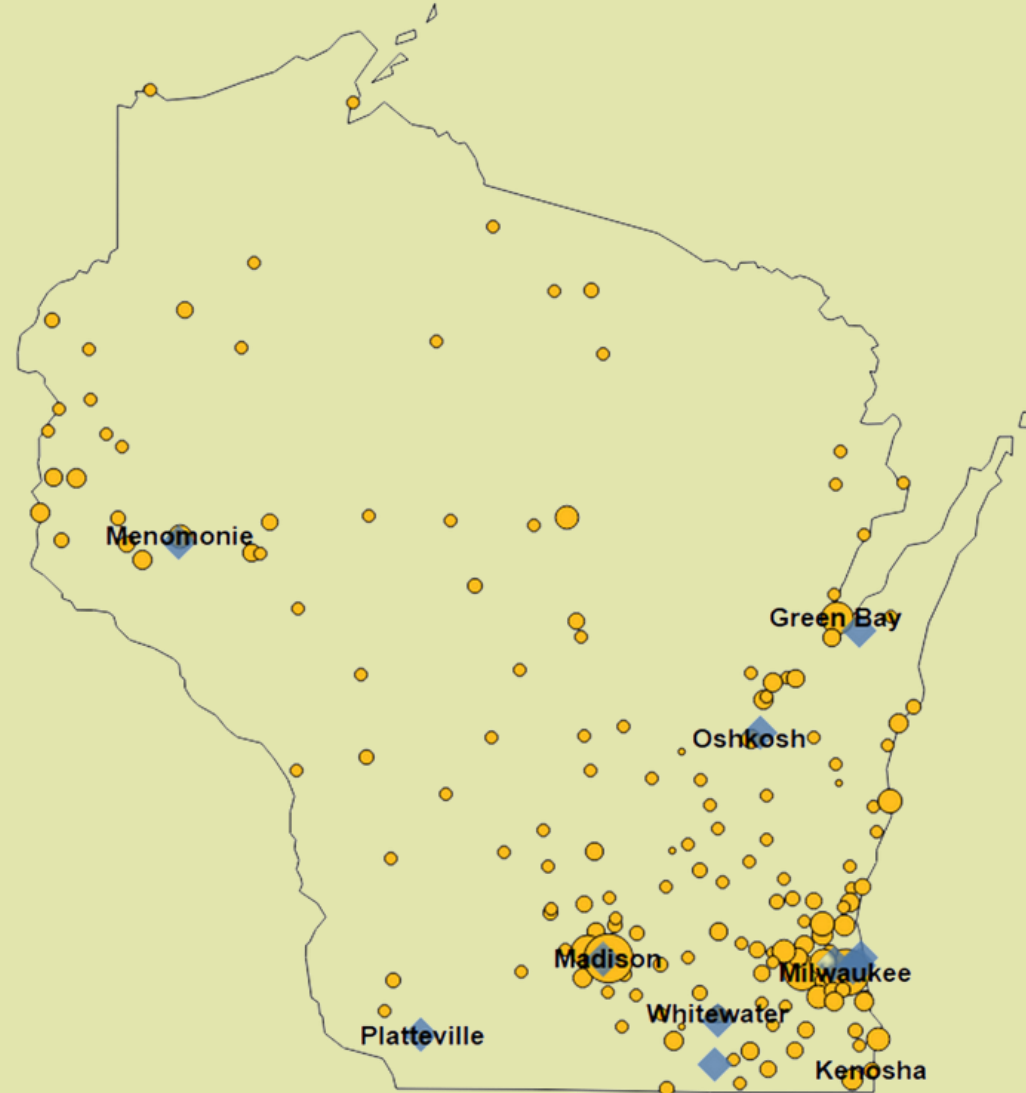 Menomonie
Green Bay
Oshkosh
Madison
Milwaukee
Whitewater
Platteville
Kenosha